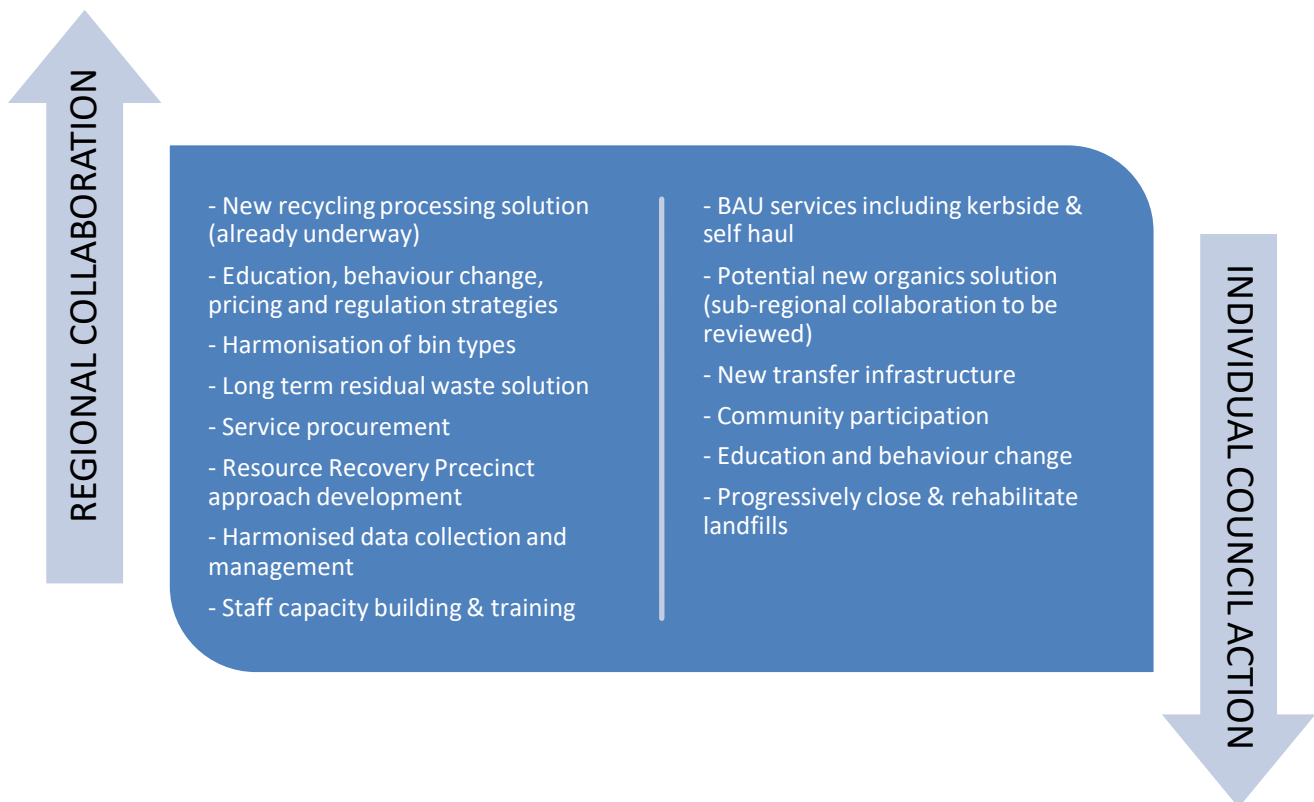 REGIONAL COLLABORATION
- New recycling processing solution
(already underway)
- Education, behaviour change,
pricing and regulation strategies
- Harmonisation of bin types
- Long term residual waste solution
- Service procurement
- Resource Recovery Prcecinct
approach development
- Harmonised data collection and
management
- Staff capacity building & training
- BAU services including kerbside &
self haul
- Potential new organics solution
(sub-regional collaboration to be
reviewed)
- New transfer infrastructure
- Community participation
- Education and behaviour change
- Progressively close & rehabilitate
landfills
INDIVIDUAL COUNCIL ACTION